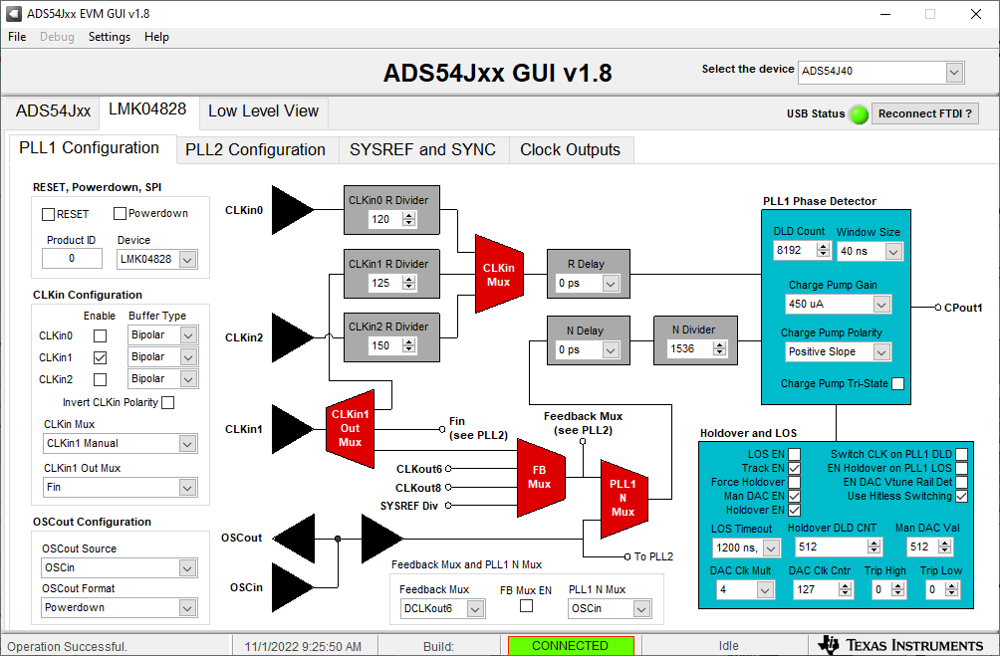 ADS54Jxx EVM GUI v1.8
File Debug Settings Help
ADS54Jxx GUI v1.8
Select the device ADS54J40
ADS54Jxx LMK04828 Low Level View
USB Status Reconnect FTDI ?
PLL1 Configuration PLL2 Configuration SYSREF and SYNC Clock Outputs
RESET, Powerdown, SPI
RESET Powerdown
Product ID Device
0 LMK04828
CLKin Configuration
Enable Buffer Type
CLKin0 Bipolar
CLKin1 Bipolar
CLKin2 Bipolar
Invert CLKin Polarity
CLKin Mux
CLKin1 Manual
CLKin1 Out Mux
Fin
OSCout Configuration
OSCout Source
OSCin
OSCout Format
Powerdown
CLKin0
CLKin0 R Divider
120
CLKin1 R Divider
125
CLKin2
CLKin2 R Divider
150
CLKin
Mux
R Delay
0 ps
N Delay
0 ps
N Divider
1536
CLKin1
CLKin1
Out
Mux
Fin
(see PLL2)
Feedback Mux
(see PLL2)
CLKout6
CLKout8
SYSREF Div
FB
Mux
PLL1
N
Mux
OSCout
OSCin
To PLL2
Feedback Mux and PLL1 N Mux
Feedback Mux FB Mux EN PLL1 N Mux
DCLKout6 OSCin
PLL1 Phase Detector
DLD Count Window Size
8192 40 ns
Charge Pump Gain
450 uA
Charge Pump Polarity
Positive Slope
Charge Pump Tri-State
CPout1
Holdover and LOS
LOS EN Switch CLK on PLL1 DLD
Track EN EN Holdover on PLL1 LOS
Force Holdover EN DAC Vtune Rail Det
Man DAC EN Use Hitless Switching
Holdover EN
LOS Timeout Holdover DLD CNT Man DAC Val
1200 ns, 512 512
DAC Clk Mult DAC Clk Cntr Trip High Trip Low
4 127 0 0
Operation Successful. 11/1/2022 9:25:50 AM Build: CONNECTED Idle TEXAS INSTRUMENTS